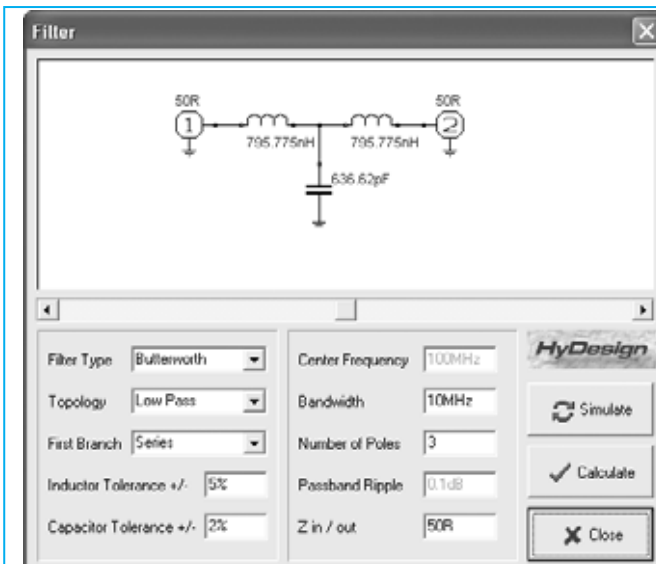 Filter
50R
50R
1
2
795.775nH
795.775nH
636.62pF
HyDesign
Filter Type Butterworth
Center Frequency 100MHz
Topology Low Pass
Bandwidth 10MHz
Simulate
First Branch Series
Number of Poles 3
Inductor Tolerance +/- 5%
Passband Ripple 0.1dB
Calculate
Capacitor Tolerance +/- 2%
Z in / out 50R
Close